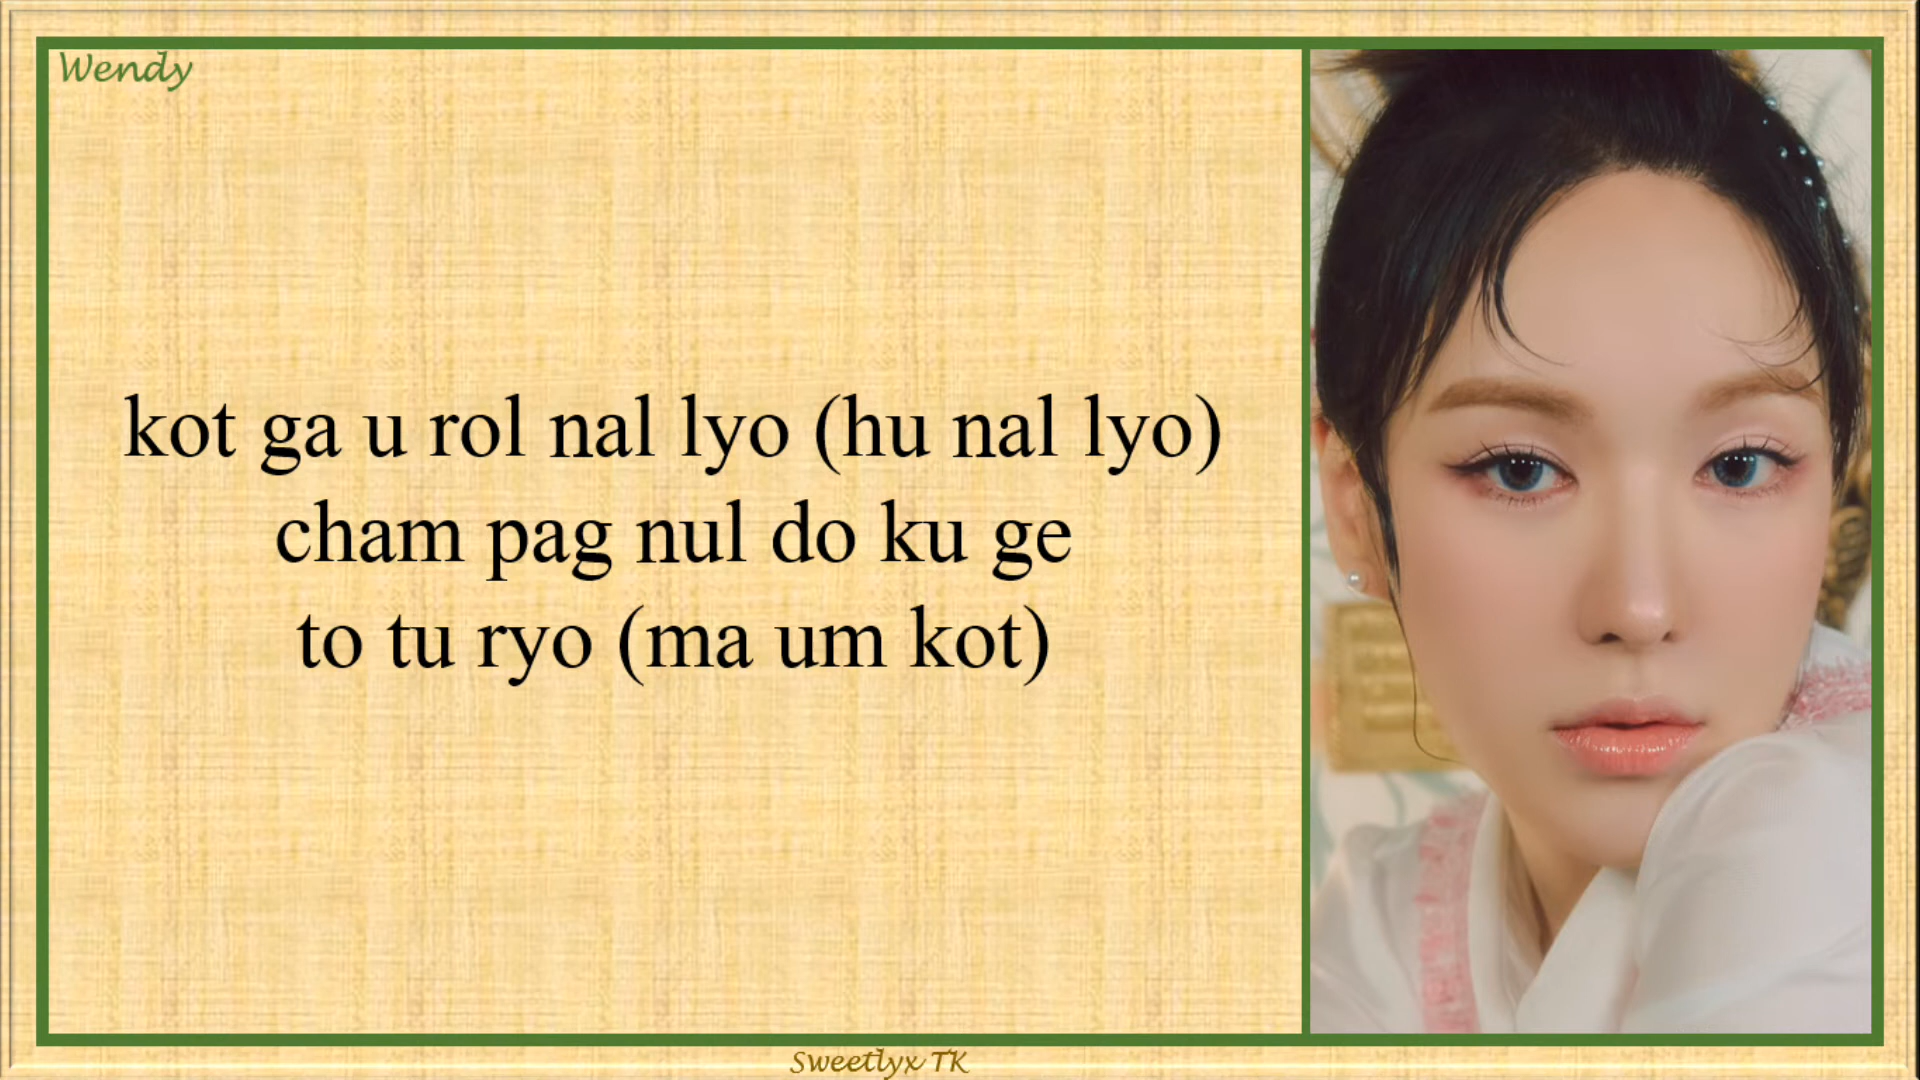 Wendy
kot ga u rol nal lyo (hu nal lyo)
cham pag nul do ku ge
to tu ryo (ma um kot)
Sweetlyx TK